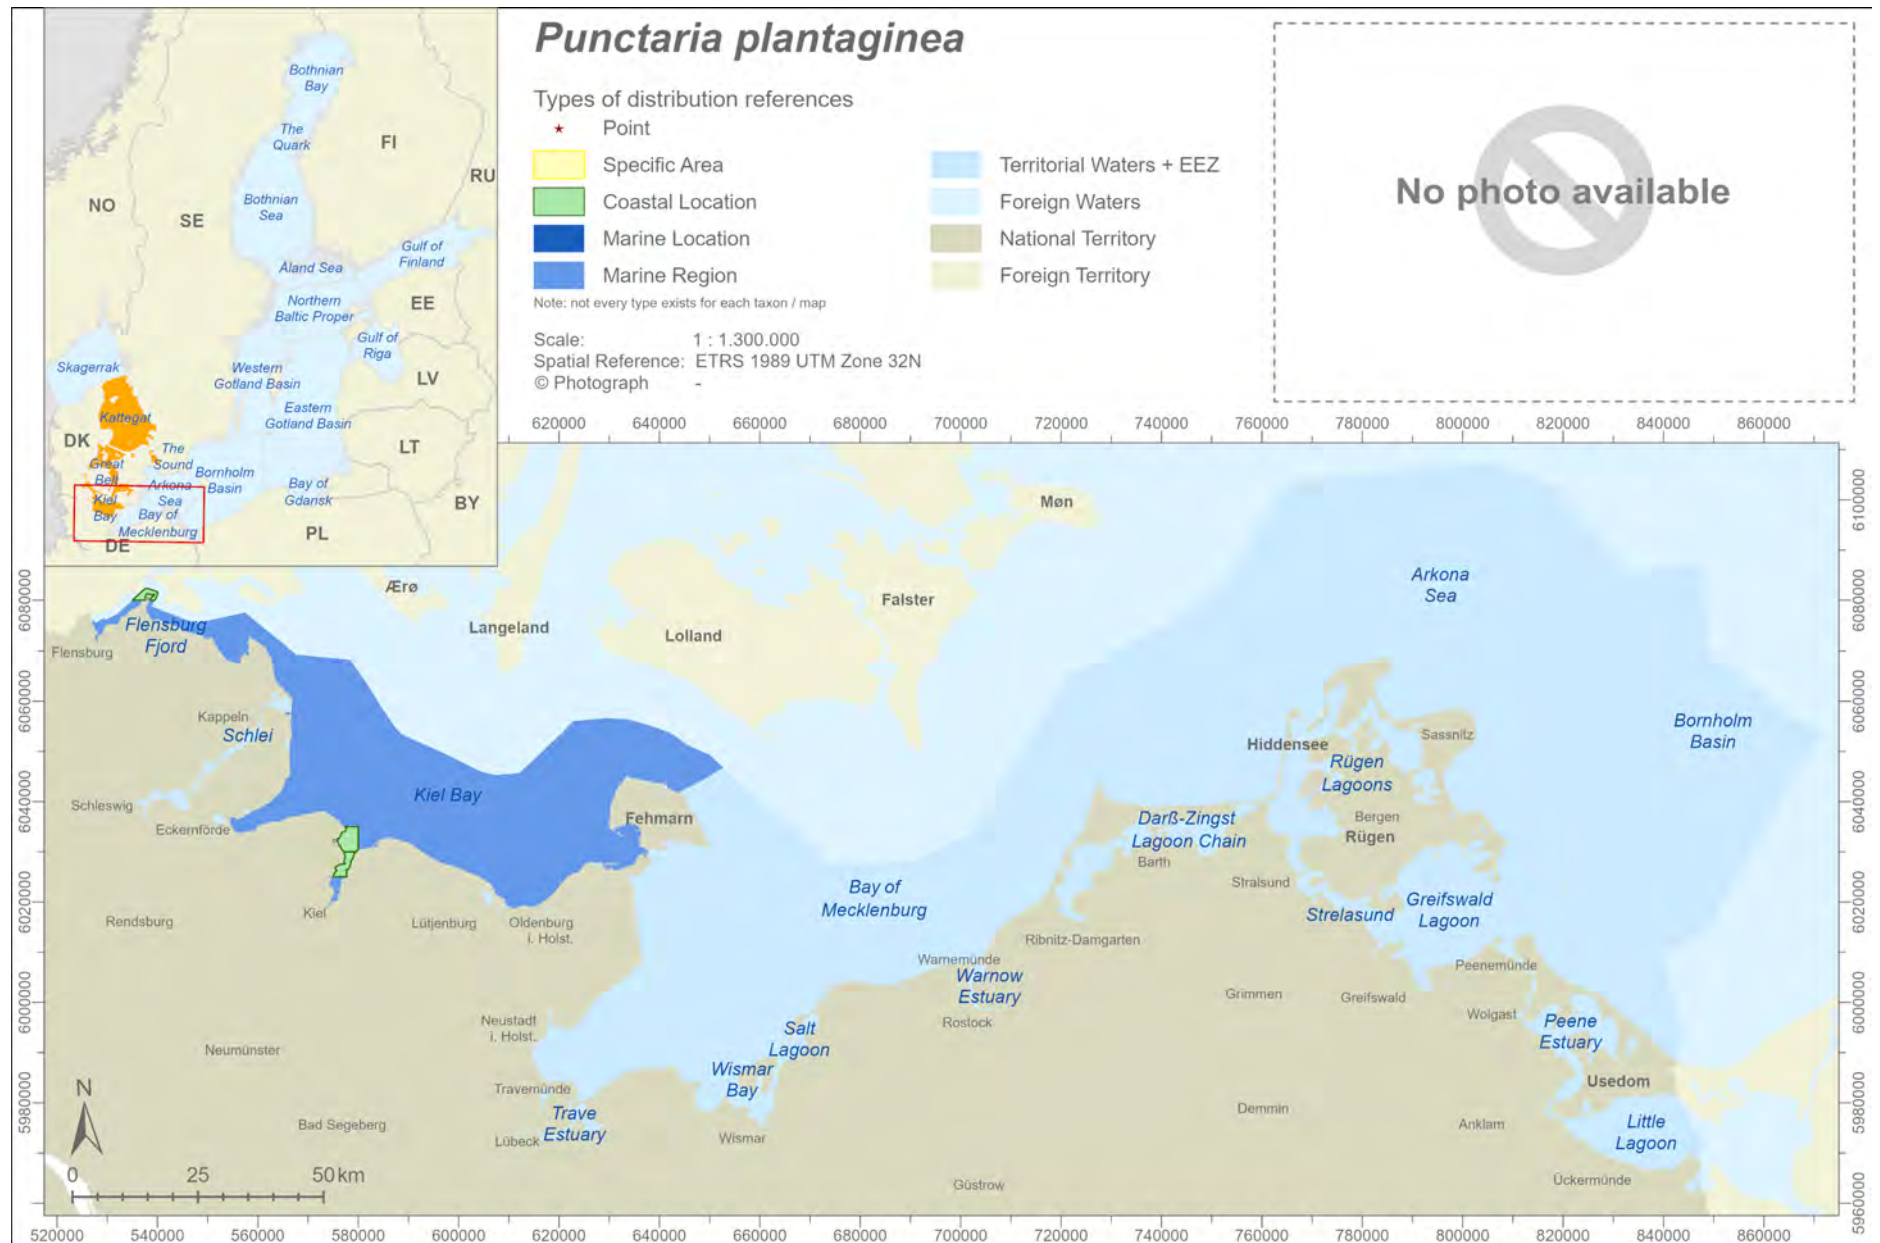 Punctaria plantaginea
Types of distribution references
Point
Specific Area
Coastal Location
Marine Location
Marine Region
Territorial Waters + EEZ
Foreign Waters
National Territory
Foreign Territory
Note: not every type exists for each taxon / map
Scale: 1 : 1.300.000
Spatial Reference: ETRS 1989 UTM Zone 32N
© Photograph -
No photo available
Bothnian
Bay
The
Quark
FI
RU
NO
SE
Bothnian
Sea
Gulf of
Finland
Åland Sea
Northern
Baltic Proper
EE
Gulf of
Riga
Skagerrak
Western
Gotland Basin
LV
Kattegat
Eastern
Gotland Basin
DK
The
Sound
LT
Great
Belt
Bornholm
Basin
Arkona
Sea
Bay of
Gdansk
Kiel
Bay
Bay of
Mecklenburg
BY
PL
DE
620000 640000 660000 680000 700000 720000 740000 760000 780000 800000 820000 840000 860000
6100000
6080000
6060000
6040000
6020000
6000000
5980000
5960000
6080000
6060000
6040000
6020000
6000000
5980000
Møn
Ærø
Langeland
Lolland
Falster
Arkona
Sea
Flensburg
Fjord
Flensburg
Kappeln
Schlei
Schleswig
Eckernförde
Kiel Bay
Fehmarn
Hiddensee
Sassnitz
Rügen
Lagoons
Bornholm
Basin
Bergen
Rügen
Darß-Zingst
Lagoon Chain
Barth
Stralsund
Strelasund
Greifswald
Lagoon
Bay of
Mecklenburg
Rendsburg
Kiel
Lütjenburg
Oldenburg
i. Holst.
Ribnitz-Damgarten
Warnemünde
Warnow
Estuary
Rostock
Grimmen
Greifswald
Peenemünde
Wolgast
Peene
Estuary
Usedom
Neustadt
i. Holst.
Neumünster
Salt
Lagoon
Wismar
Bay
Travemünde
Trave
Estuary
Lübeck
Bad Segeberg
Wismar
Demmin
Anklam
Little
Lagoon
Ückermünde
Güstrow
N
0 25 50 km
520000 540000 560000 580000 600000 620000 640000 660000 680000 700000 720000 740000 760000 780000 800000 820000 840000 860000